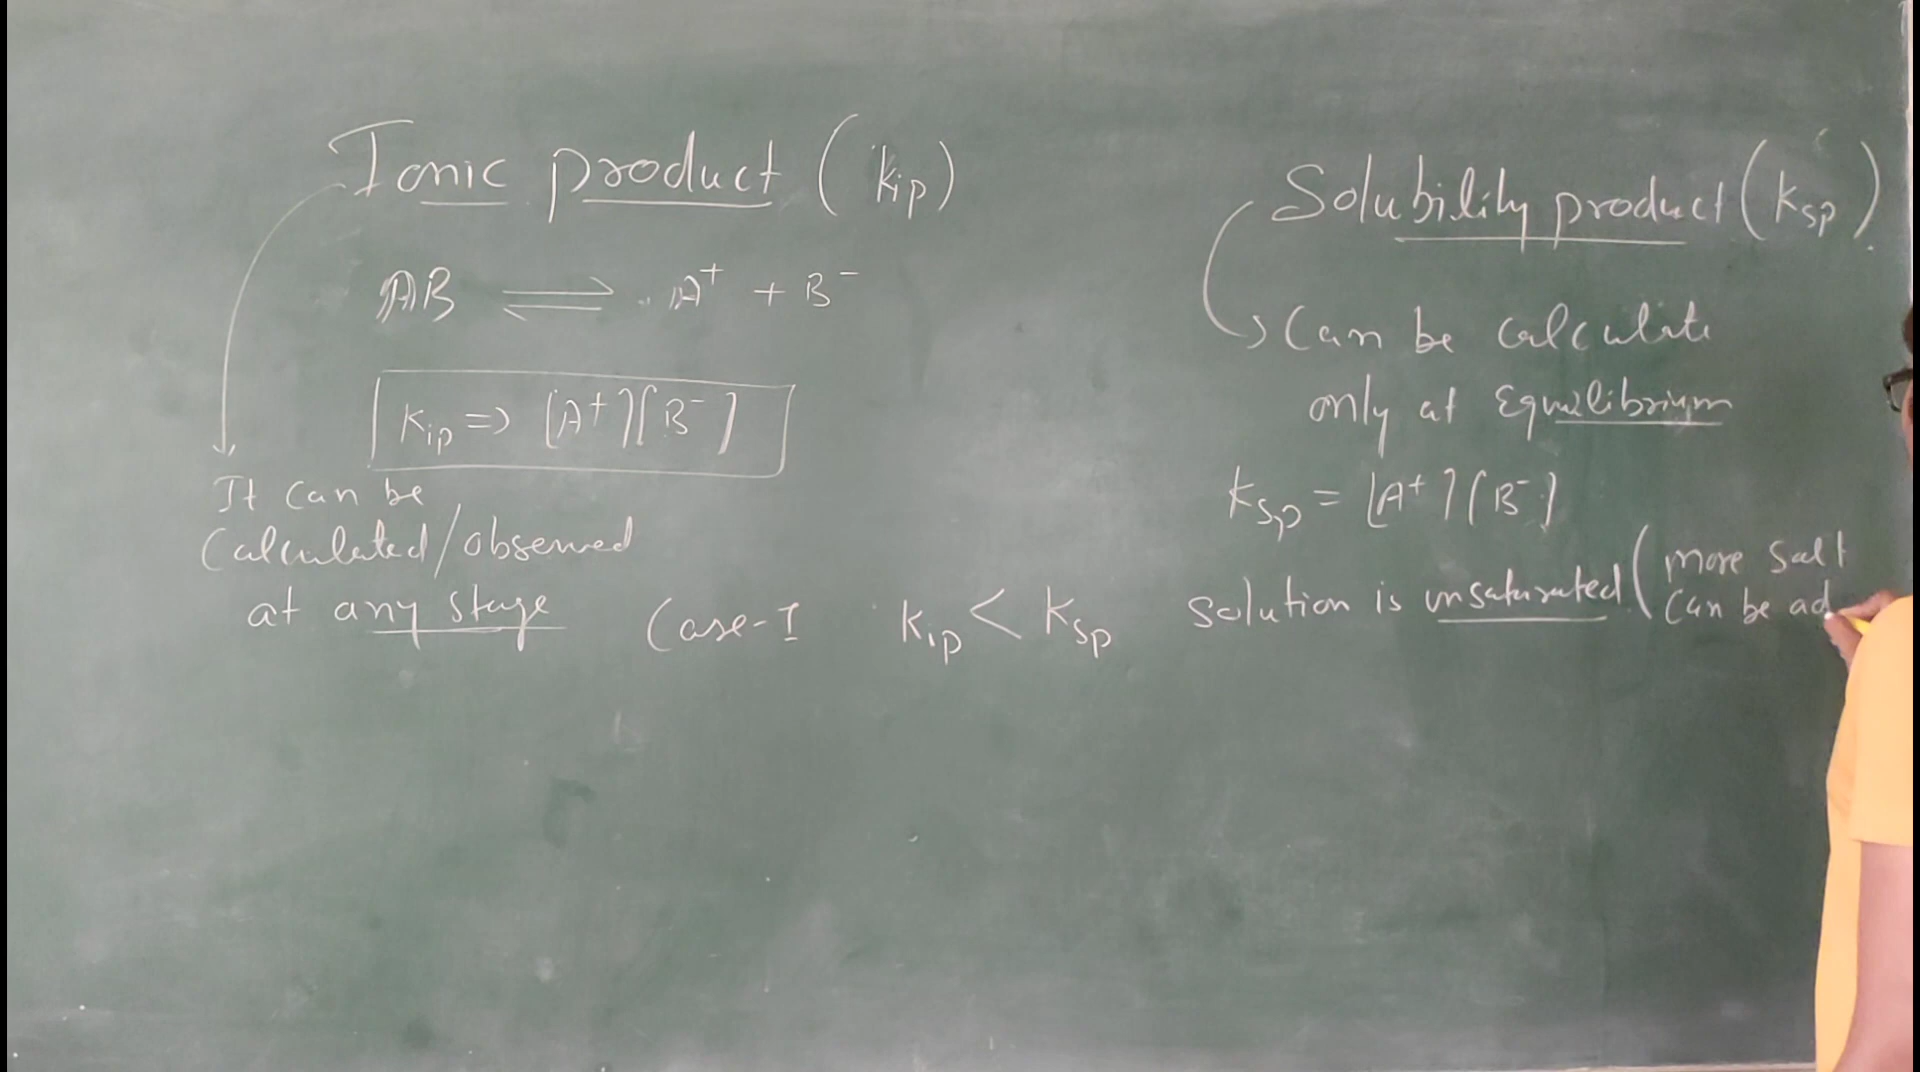 Ionic product (kip)
AB ⇌ A⁺ + B⁻
Kip => [A⁺][B⁻]
It can be
Calculated/observed
at any stage
Solubility product (ksp)
Can be calculate
only at Equilibrium
Ksp = [A⁺][B⁻]
Case-I Kip < Ksp Solution is unsaturated (more salt
can be ad